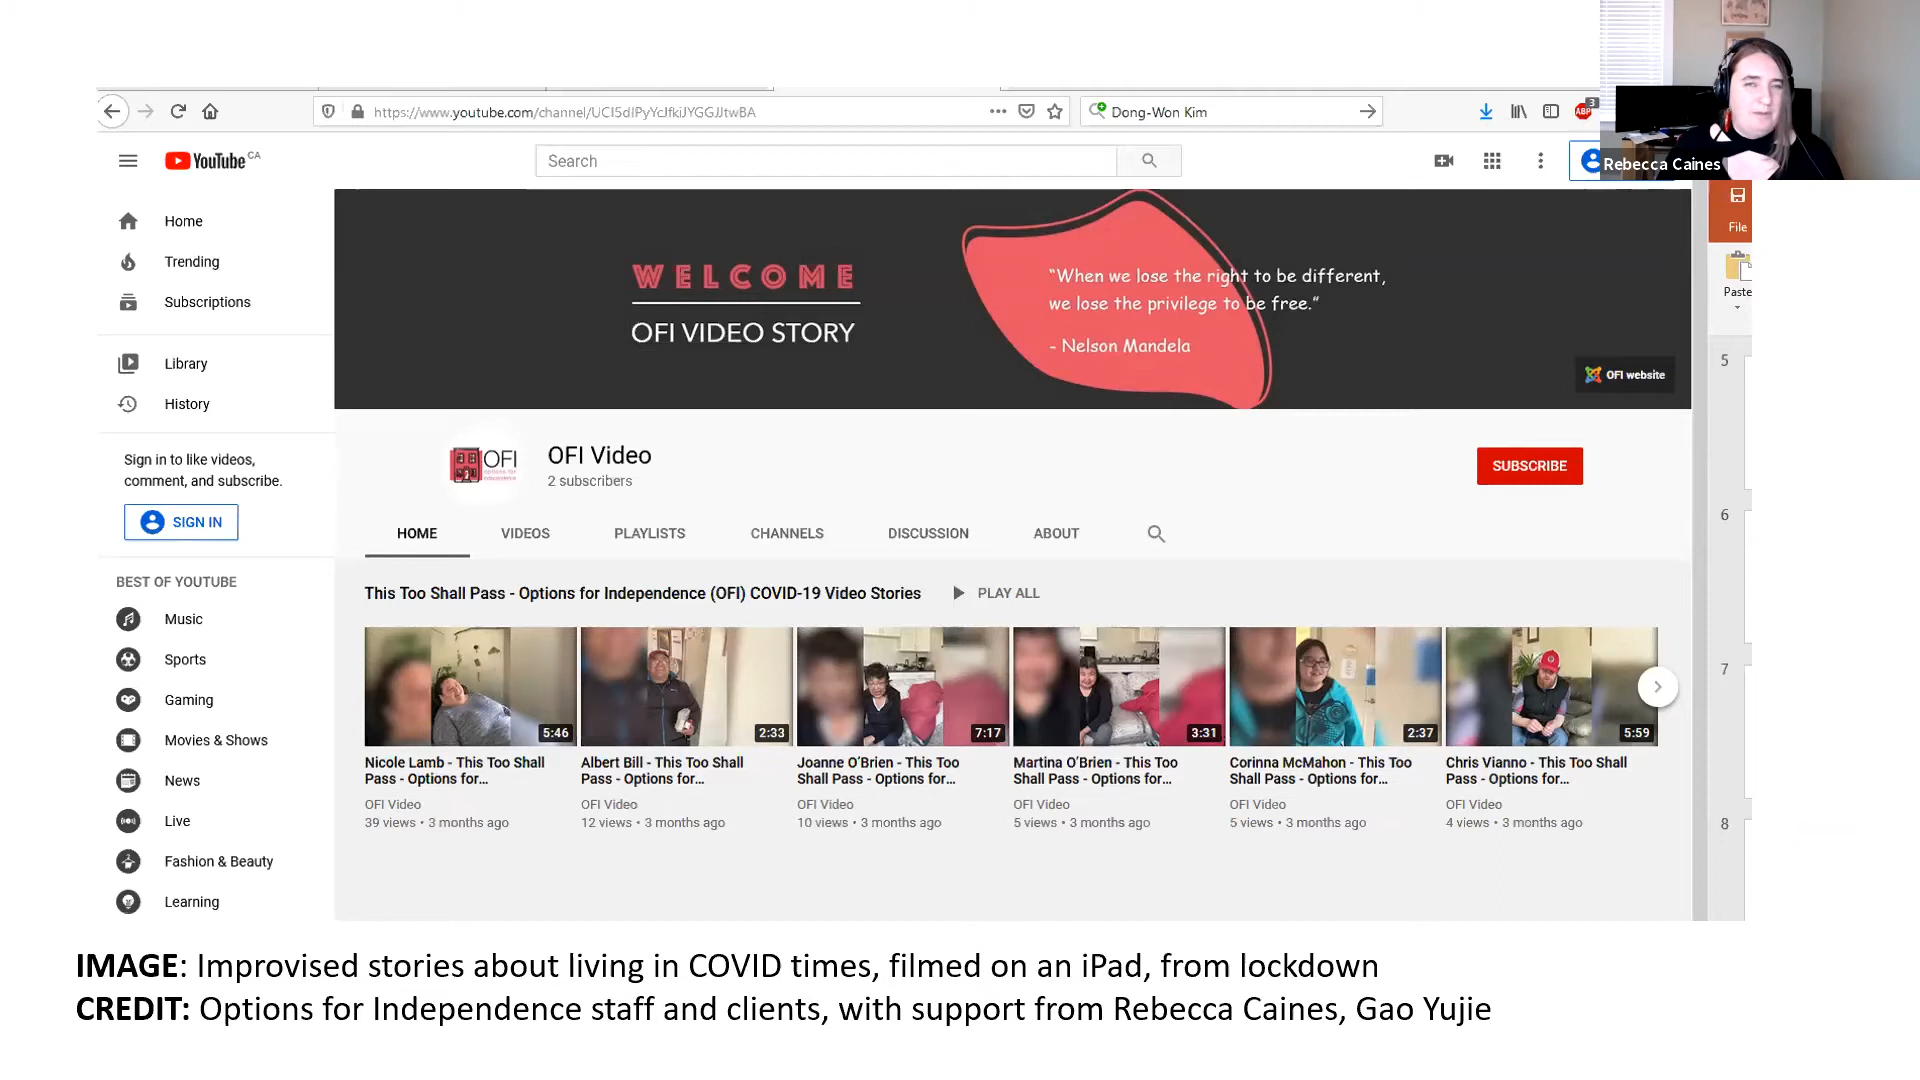 https://www.youtube.com/channel/UCI5dIPyYcJfkiJYGGJJtwBA
Dong-Won Kim
ABP
3
YouTube CA
Search
Rebecca Caines
Home
Trending
Subscriptions
Library
History
Sign in to like videos,
comment, and subscribe.
SIGN IN
BEST OF YOUTUBE
Music
Sports
Gaming
Movies & Shows
News
Live
Fashion & Beauty
Learning
WELCOME
OFI VIDEO STORY
“When we lose the right to be different,
we lose the privilege to be free.”
- Nelson Mandela
OFI website
OFI
options for
independence
OFI Video
2 subscribers
SUBSCRIBE
HOME VIDEOS PLAYLISTS CHANNELS DISCUSSION ABOUT
This Too Shall Pass - Options for Independence (OFI) COVID-19 Video Stories PLAY ALL
5:46
Nicole Lamb - This Too Shall
Pass - Options for...
OFI Video
39 views • 3 months ago
2:33
Albert Bill - This Too Shall
Pass - Options for...
OFI Video
12 views • 3 months ago
7:17
Joanne O’Brien - This Too
Shall Pass - Options for...
OFI Video
10 views • 3 months ago
3:31
Martina O’Brien - This Too
Shall Pass - Options for...
OFI Video
5 views • 3 months ago
2:37
Corinna McMahon - This Too
Shall Pass - Options for...
OFI Video
5 views • 3 months ago
5:59
Chris Vianno - This Too Shall
Pass - Options for...
OFI Video
4 views • 3 months ago
File
Paste
5
6
7
8
IMAGE: Improvised stories about living in COVID times, filmed on an iPad, from lockdown
CREDIT: Options for Independence staff and clients, with support from Rebecca Caines, Gao Yujie